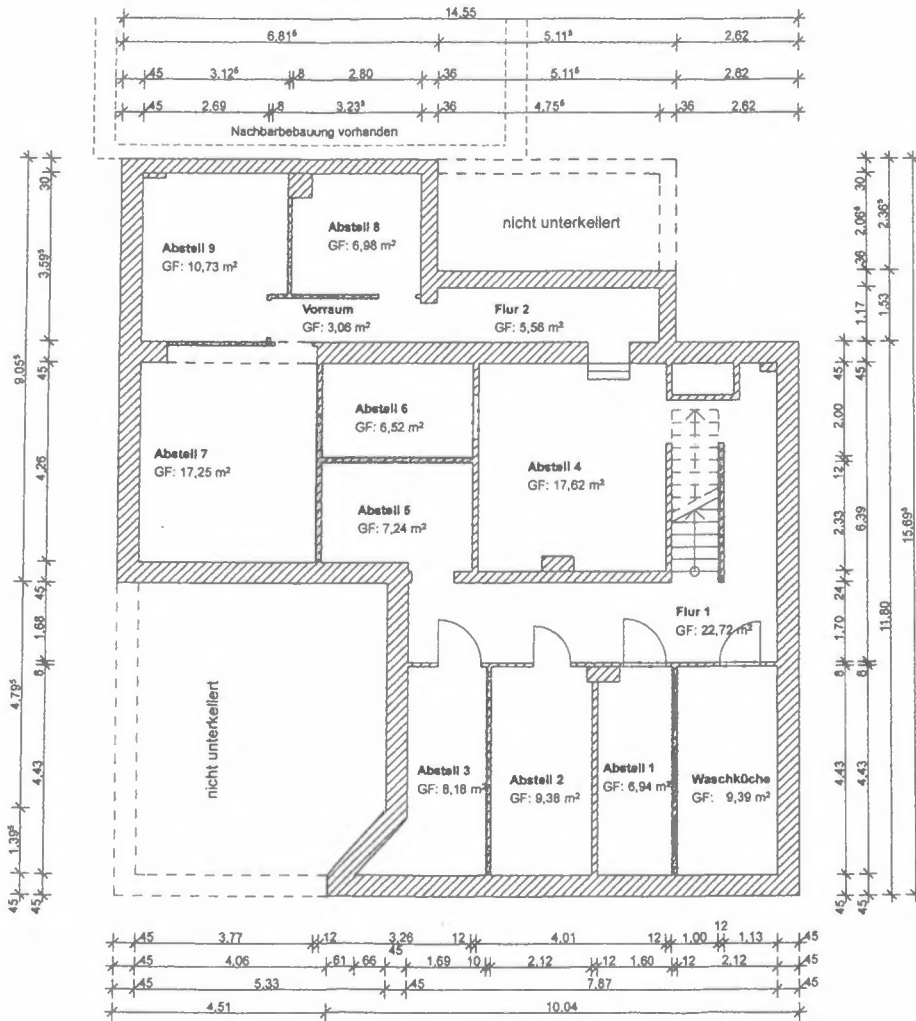 14.55
6.81⁵ 5.11⁵ 2.62
45 3.12⁵ 8 2.80 36 5.11⁵ 2.62
45 2.69 8 3.23⁵ 36 4.75⁵ 36 2.62
Nachbarbebauung vorhanden
nicht unterkellert
Abstell 8
GF: 6,98 m²
Abstell 9
GF: 10,73 m²
Vorraum
GF: 3,06 m²
Flur 2
GF: 5,56 m²
Abstell 6
GF: 6,52 m²
Abstell 7
GF: 17,25 m²
Abstell 4
GF: 17,62 m²
Abstell 5
GF: 7,24 m²
Flur 1
GF: 22,72 m²
nicht unterkellert
Abstell 3
GF: 8,18 m²
Abstell 2
GF: 9,38 m²
Abstell 1
GF: 6,94 m²
Waschküche
GF: 9,39 m²
9.05⁵ 4.79⁵ 1.39⁵ 45
30 3.59⁵ 45 4.26 45 1.68 6 4.43 45
30 2.06⁵ 36 1.17 45 2.00 12 2.33 24 1.70 8 4.43 45
45 6.39 6 4.43 45
2.36⁵ 1.53 11.80
15.69⁵
45 3.77 12 3.26 12 4.01 12 1.00 12 1.13 45
45 4.06 61 66 45 1.69 10 2.12 12 1.60 12 2.12 45
45 5.33 45 7.87 45
4.51 10.04